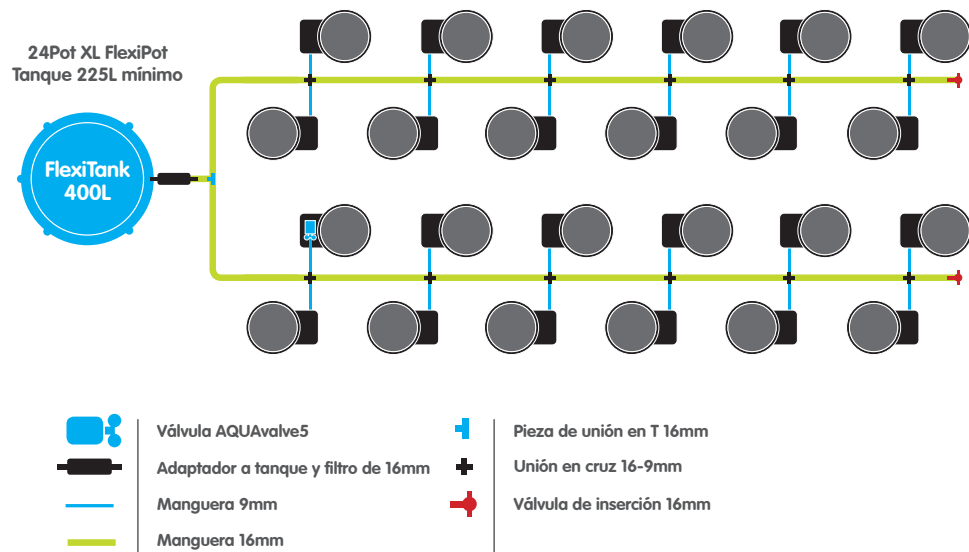 24Pot XL FlexiPot
Tanque 225L mínimo
FlexiTank
400L
Válvula AQUAvalve5
Adaptador a tanque y filtro de 16mm
Manguera 9mm
Manguera 16mm
Pieza de unión en T 16mm
Unión en cruz 16-9mm
Válvula de inserción 16mm